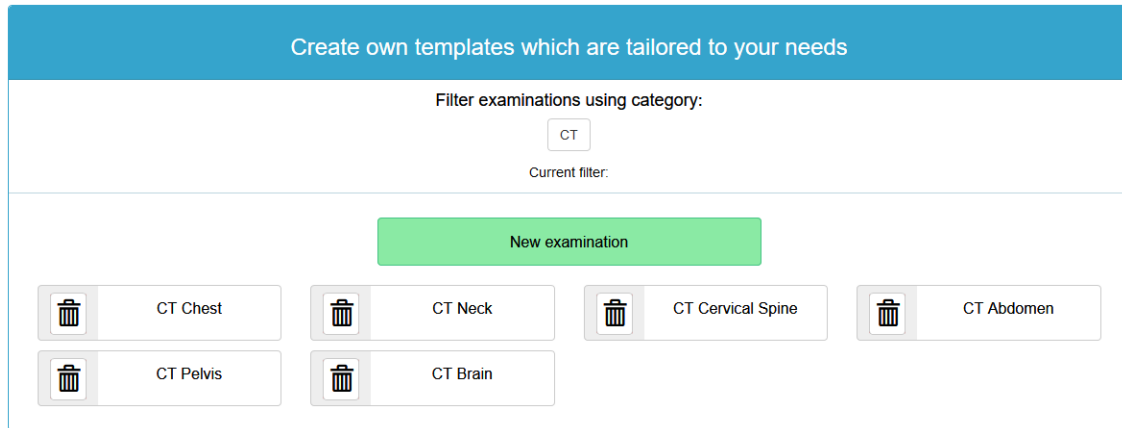 Create own templates which are tailored to your needs
Filter examinations using category:
CT
Current filter:
New examination
CT Chest
CT Neck
CT Cervical Spine
CT Abdomen
CT Pelvis
CT Brain